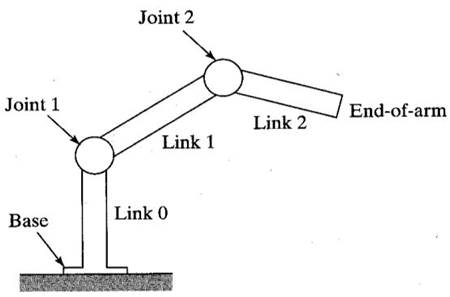 Joint 2
Joint 1
End-of-arm
Link 2
Link 1
Link 0
Base